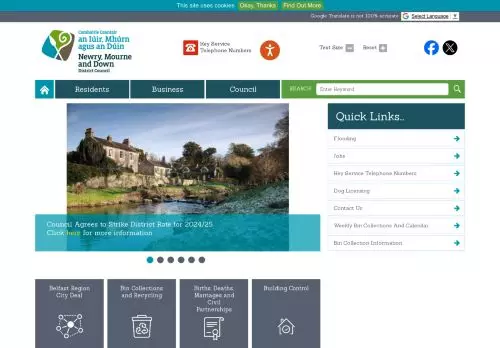 This site uses cookies Okay, Thanks Find Out More
Google Translate is not 100% accurate
Select Language
Comhairle Ceantair
an Iúir, Mhúrn
agus an Dúin
Newry, Mourne
and Down
District Council
Key Service
Telephone Numbers
Text Size
Reset
Residents
Business
Council
SEARCH
Enter Keyword
Council Agrees to Strike District Rate for 2024/25.
Click here for more information
Quick Links...
Flooding
Jobs
Key Service Telephone Numbers
Dog Licensing
Contact Us
Weekly Bin Collections And Calendar
Bin Collection Information
Belfast Region
City Deal
Bin Collections
and Recycling
Births, Deaths,
Marriages and
Civil
Partnerships
Building Control